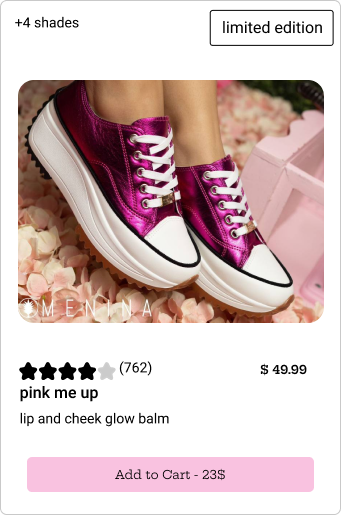 +4 shades
limited edition
MENINA
(762)
$ 49.99
pink me up
lip and cheek glow balm
Add to Cart - 23$